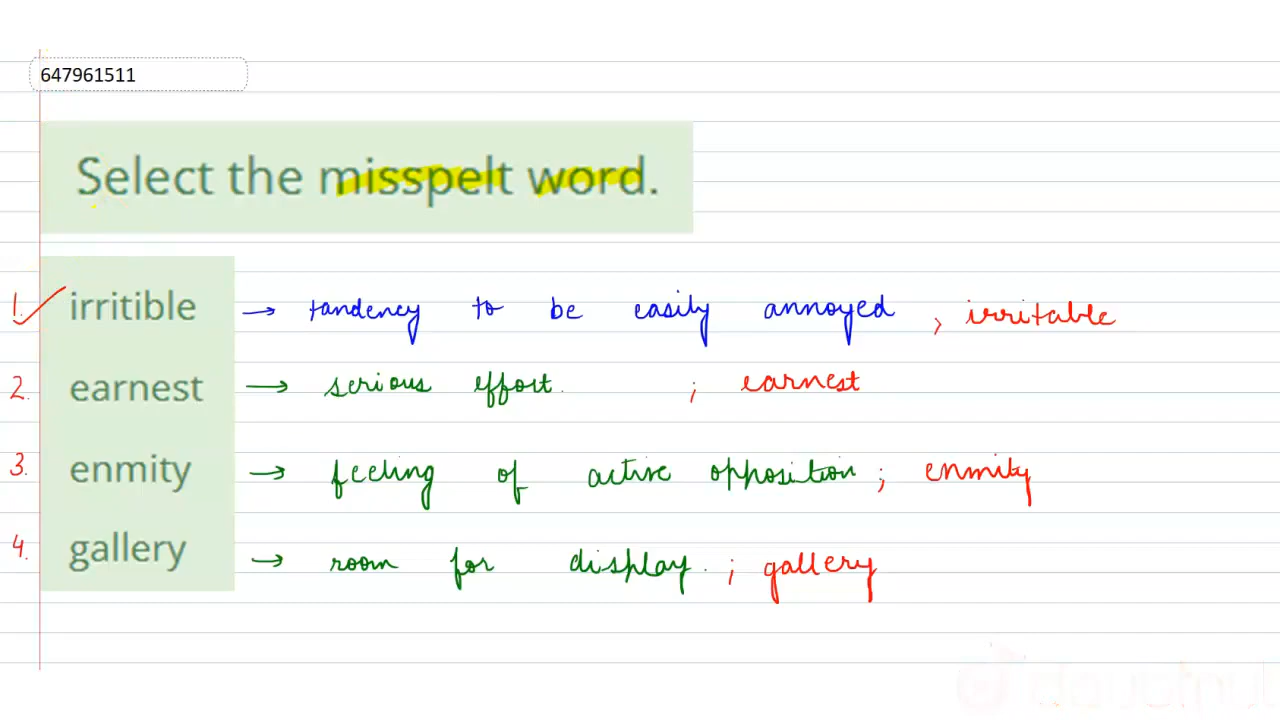 647961511
Select the misspelt word.
1. irritible → tandency to be easily annoyed ; irritable
2. earnest → serious effort. ; earnest
3. enmity → feeling of active opposition ; enmity
4. gallery → room for display. ; gallery